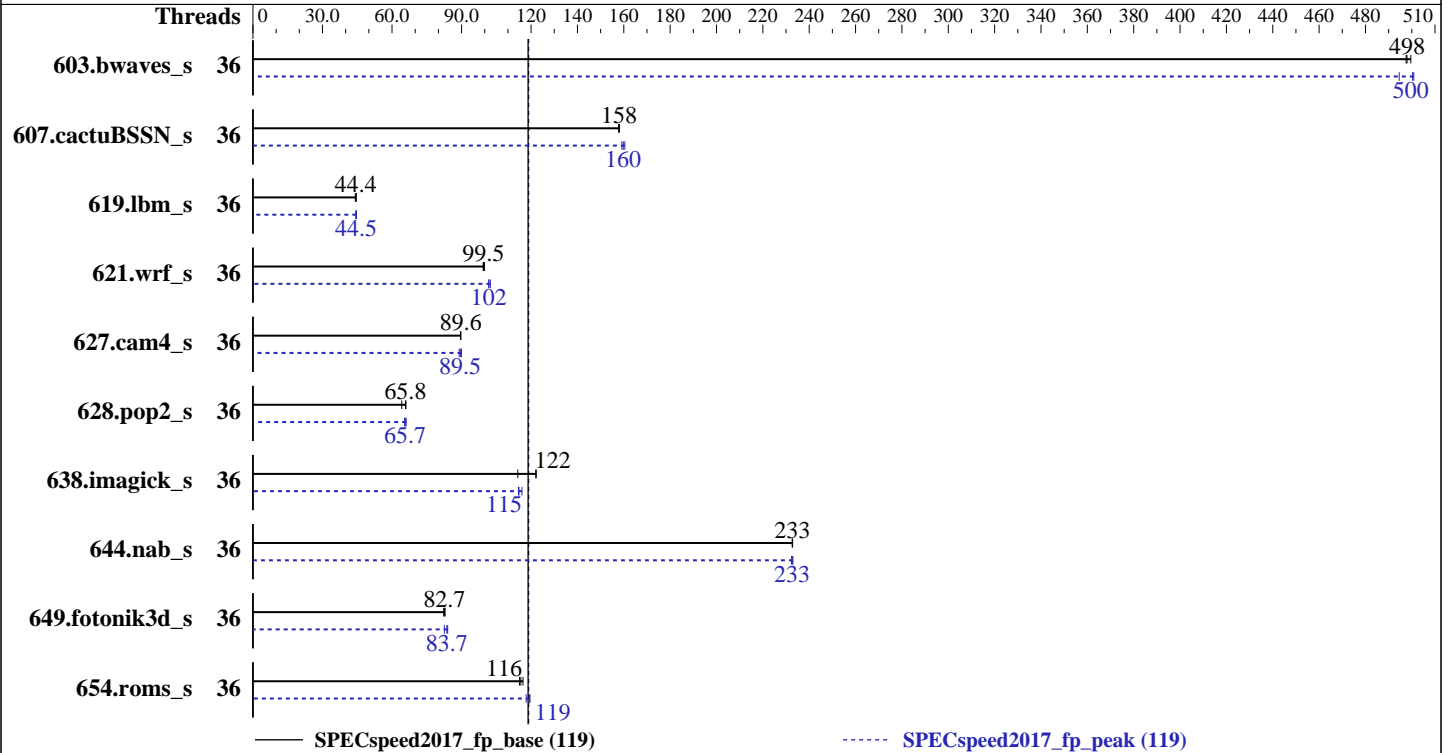 Threads 0 30.0 60.0 90.0 120 140 160 180 200 220 240 260 280 300 320 340 360 380 400 420 440 460 480 510
603.bwaves_s 36 498
500
607.cactuBSSN_s 36 158
160
619.lbm_s 36 44.4
44.5
621.wrf_s 36 99.5
102
627.cam4_s 36 89.6
89.5
628.pop2_s 36 65.8
65.7
638.imagick_s 36 122
115
644.nab_s 36 233
233
649.fotonik3d_s 36 82.7
83.7
654.roms_s 36 116
119
SPECspeed2017_fp_base (119) SPECspeed2017_fp_peak (119)